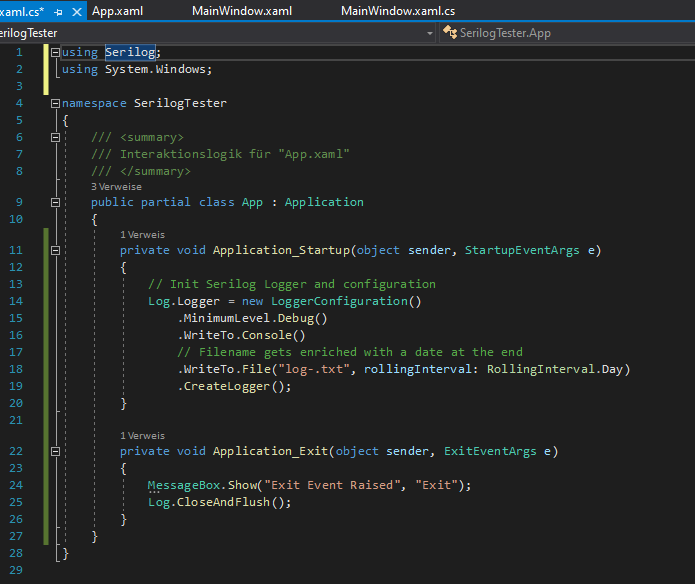 xaml.cs* App.xaml MainWindow.xaml MainWindow.xaml.cs
erilogTester SerilogTester.App
1 using Serilog;
2 using System.Windows;
3
4 namespace SerilogTester
5 {
6 /// <summary>
7 /// Interaktionslogik für "App.xaml"
8 /// </summary>
3 Verweise
9 public partial class App : Application
10 {
1 Verweis
11 private void Application_Startup(object sender, StartupEventArgs e)
12 {
13 // Init Serilog Logger and configuration
14 Log.Logger = new LoggerConfiguration()
15 .MinimumLevel.Debug()
16 .WriteTo.Console()
17 // Filename gets enriched with a date at the end
18 .WriteTo.File("log-.txt", rollingInterval: RollingInterval.Day)
19 .CreateLogger();
20 }
21
1 Verweis
22 private void Application_Exit(object sender, ExitEventArgs e)
23 {
24 MessageBox.Show("Exit Event Raised", "Exit");
25 Log.CloseAndFlush();
26 }
27 }
28 }
29